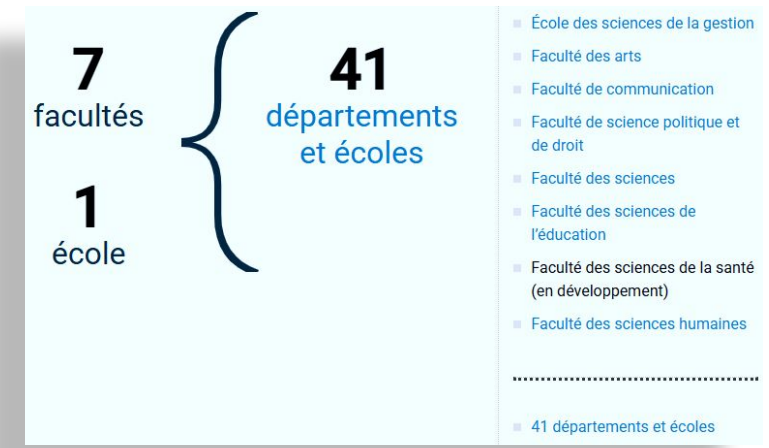 7
facultés
1
école
41
départements
et écoles
École des sciences de la gestion
Faculté des arts
Faculté de communication
Faculté de science politique et
de droit
Faculté des sciences
Faculté des sciences de
l'éducation
Faculté des sciences de la santé
(en développement)
Faculté des sciences humaines
41 départements et écoles